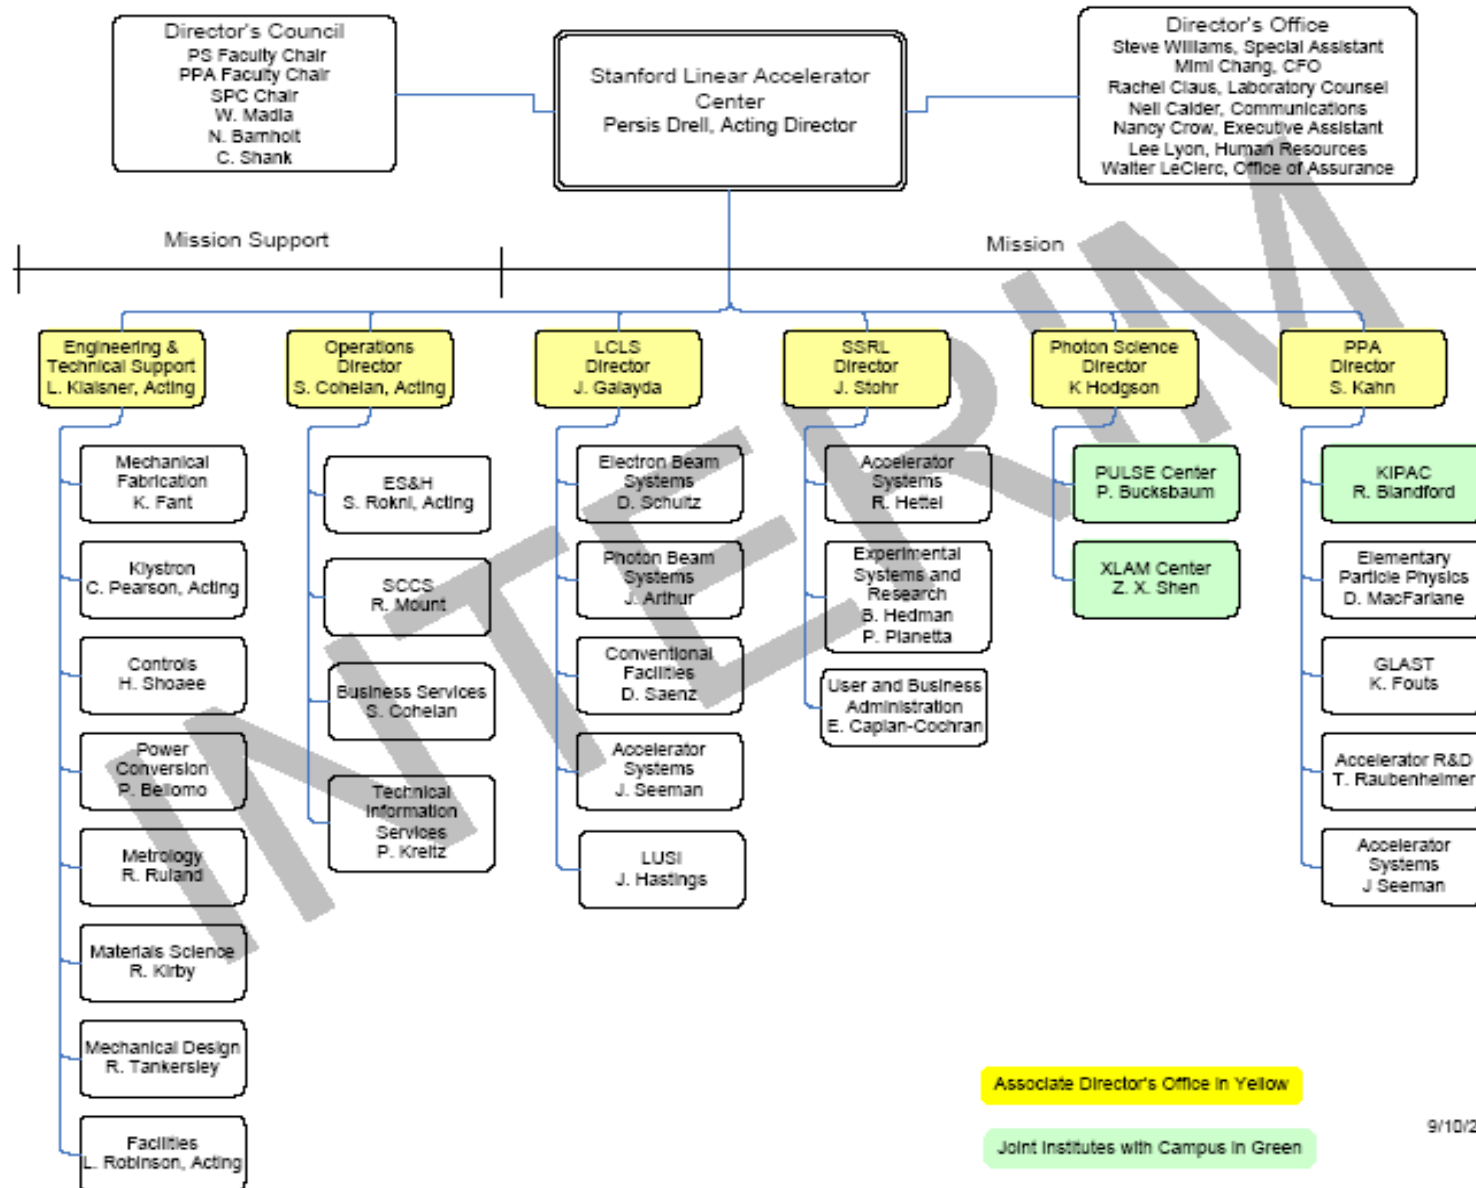 Director's Council
PS Faculty Chair
PPA Faculty Chair
SPC Chair
W. Madia
N. Barnholt
C. Shank
Stanford Linear Accelerator
Center
Persis Drell, Acting Director
Director's Office
Steve Williams, Special Assistant
Mimi Chang, CFO
Rachel Claus, Laboratory Counsel
Neil Calder, Communications
Nancy Crow, Executive Assistant
Lee Lyon, Human Resources
Walter LeClerc, Office of Assurance
Mission Support
Mission
Engineering &
Technical Support
L. Klaisner, Acting
Operations
Director
S. Cohelan, Acting
LCLS
Director
J. Galayda
SSRL
Director
J. Stohr
Photon Science
Director
K Hodgson
PPA
Director
S. Kahn
Mechanical
Fabrication
K. Fant
Klystron
C. Pearson, Acting
Controls
H. Shoaee
Power
Conversion
P. Bellomo
Metrology
R. Ruland
Materials Science
R. Kirby
Mechanical Design
R. Tankersley
Facilities
L. Robinson, Acting
ES&H
S. Rokni, Acting
SCCS
R. Mount
Business Services
S. Cohelan
Technical
Information
Services
P. Kreitz
Electron Beam
Systems
D. Schultz
Photon Beam
Systems
J. Arthur
Conventional
Facilities
D. Saenz
Accelerator
Systems
J. Seeman
LUSI
J. Hastings
Accelerator
Systems
R. Hettel
Experimental
Systems and
Research
B. Hedman
P. Pianetta
User and Business
Administration
E. Caplan-Cochran
PULSE Center
P. Bucksbaum
XLAM Center
Z. X. Shen
KIPAC
R. Blandford
Elementary
Particle Physics
D. MacFarlane
GLAST
K. Fouts
Accelerator R&D
T. Raubenheimer
Accelerator
Systems
J Seeman
INTERIM
Associate Director's Office in Yellow
Joint Institutes with Campus in Green
9/10/2